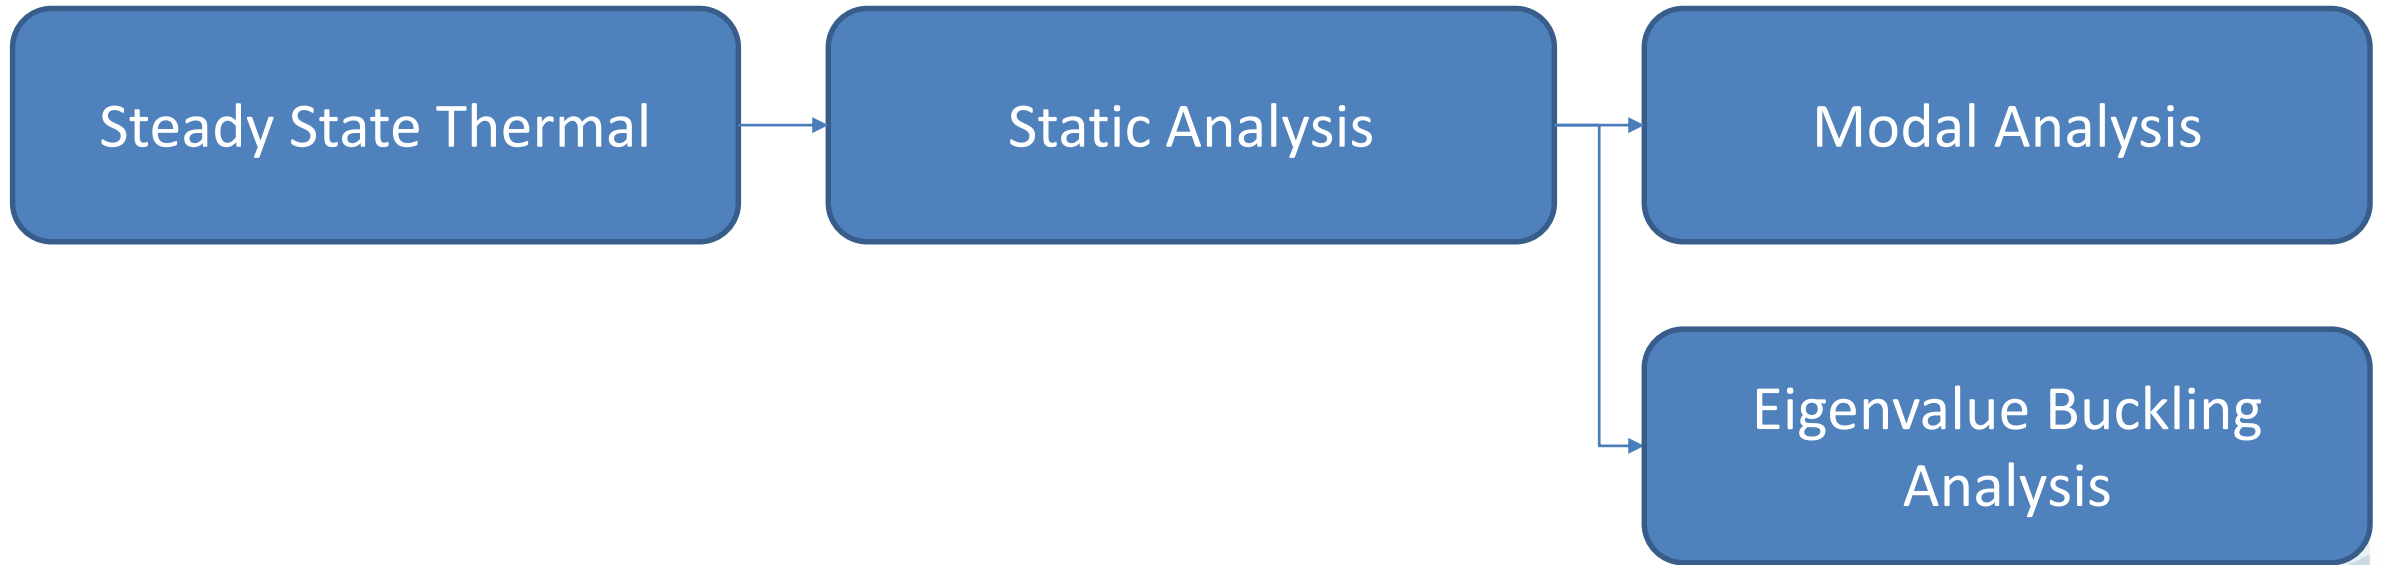 Steady State Thermal
Static Analysis
Modal Analysis
Eigenvalue Buckling
Analysis